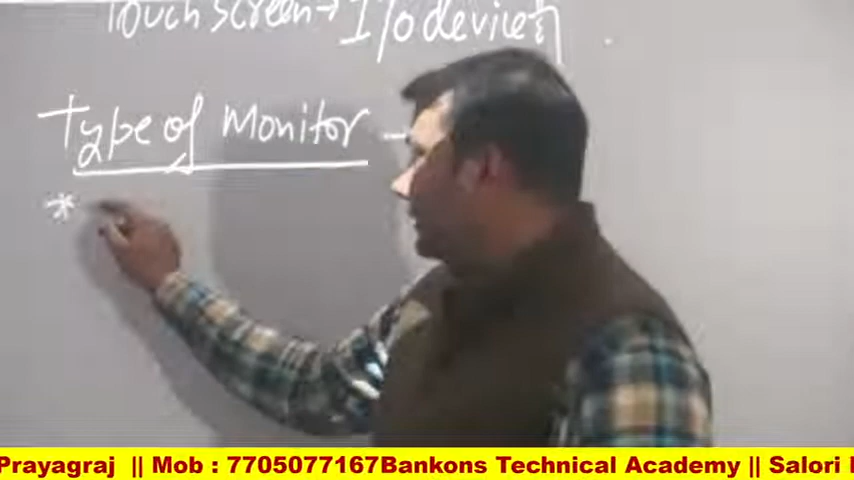 Touch Screen → I/O device है
Type of Monitor -
*
Prayagraj || Mob : 7705077167Bankons Technical Academy || Salori